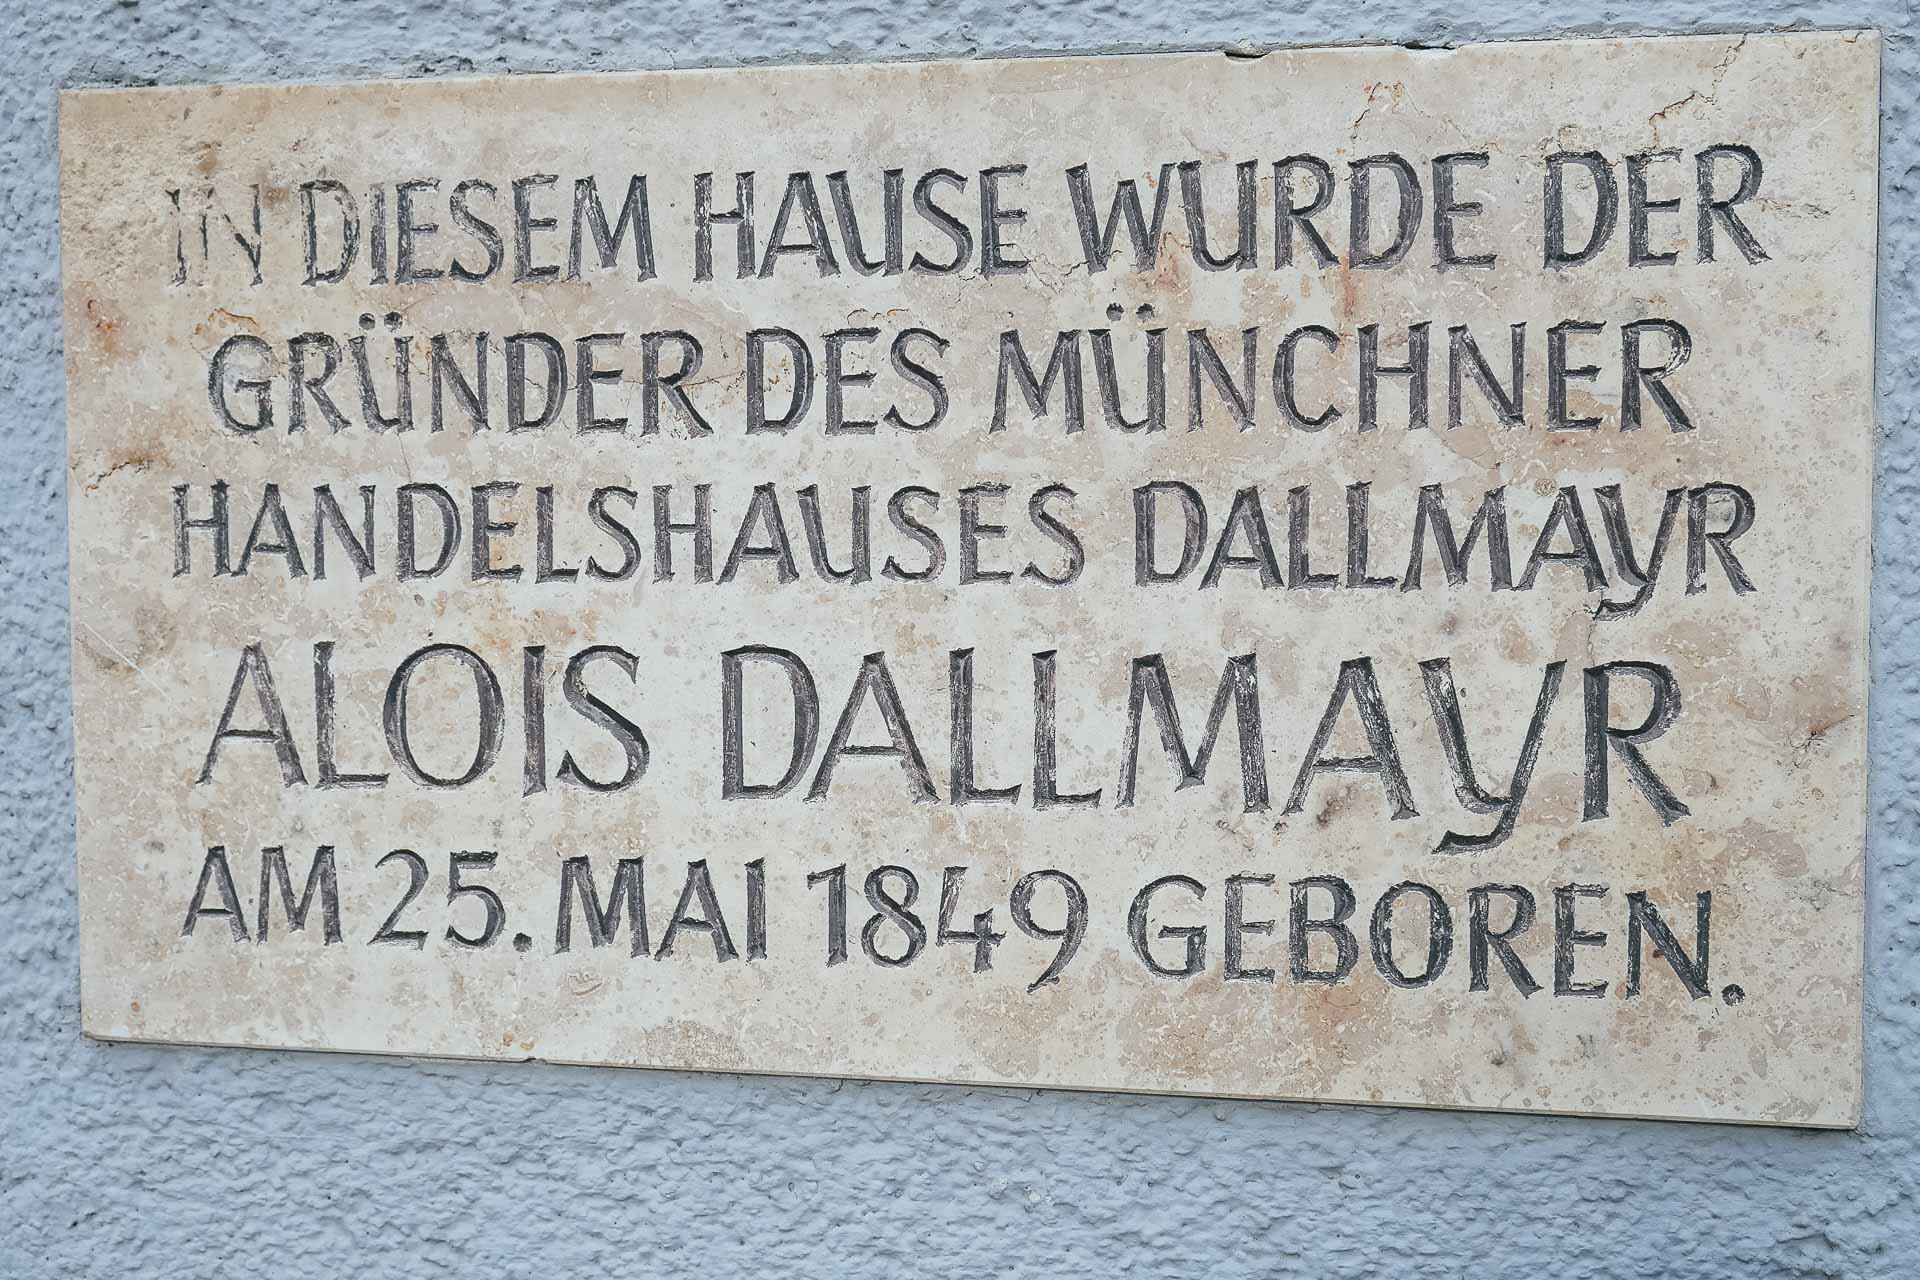 IN DIESEM HAUSE WURDE DER
GRÜNDER DES MÜNCHNER
HANDELSHAUSES DALLMAYR
ALOIS DALLMAYR
AM 25. MAI 1849 GEBOREN.